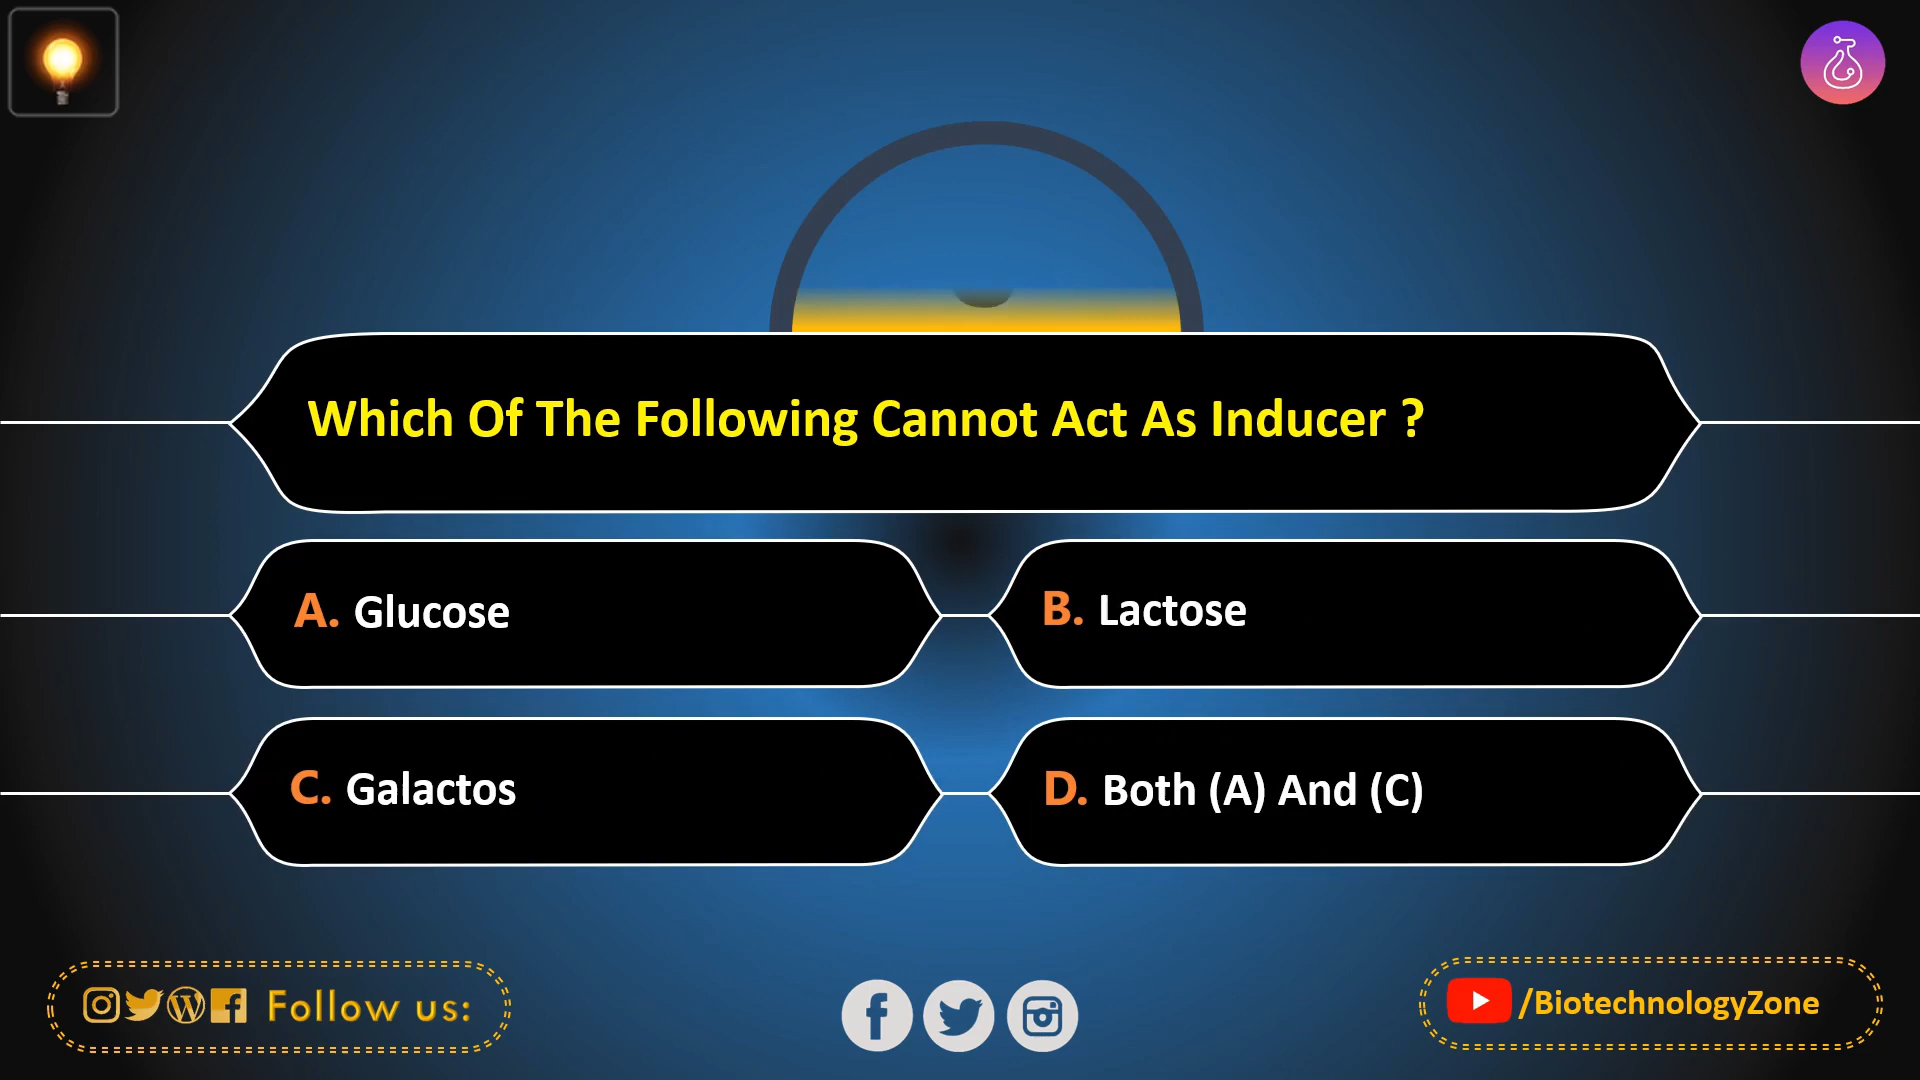 Which Of The Following Cannot Act As Inducer ?
A. Glucose
B. Lactose
C. Galactos
D. Both (A) And (C)
Follow us:
/BiotechnologyZone